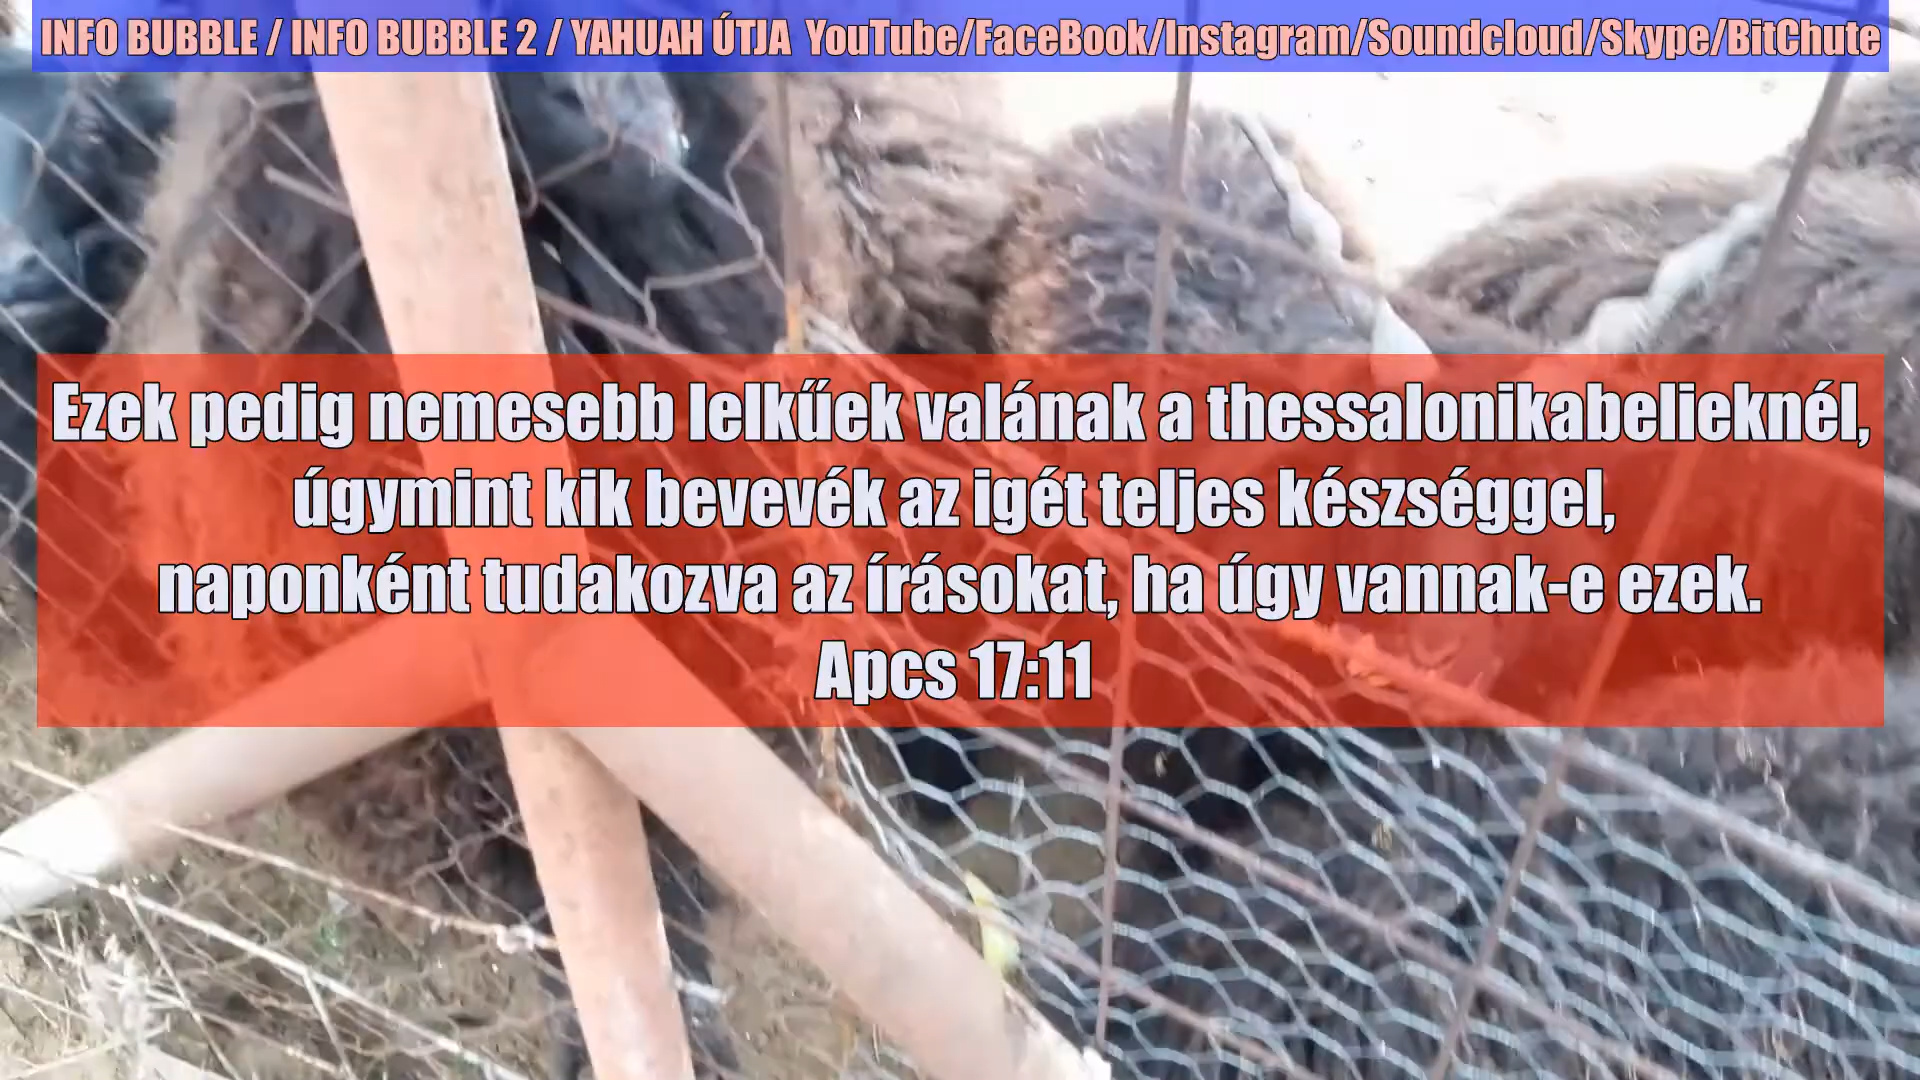 INFO BUBBLE / INFO BUBBLE 2 / YAHUAH ÚTJA YouTube/FaceBook/Instagram/Soundcloud/Skype/BitChute
Ezek pedig nemesebb lelkűek valának a thessalonikabelieknél,
úgymint kik bevevék az igét teljes készséggel,
naponként tudakozva az írásokat, ha úgy vannak-e ezek.
Apcs 17:11